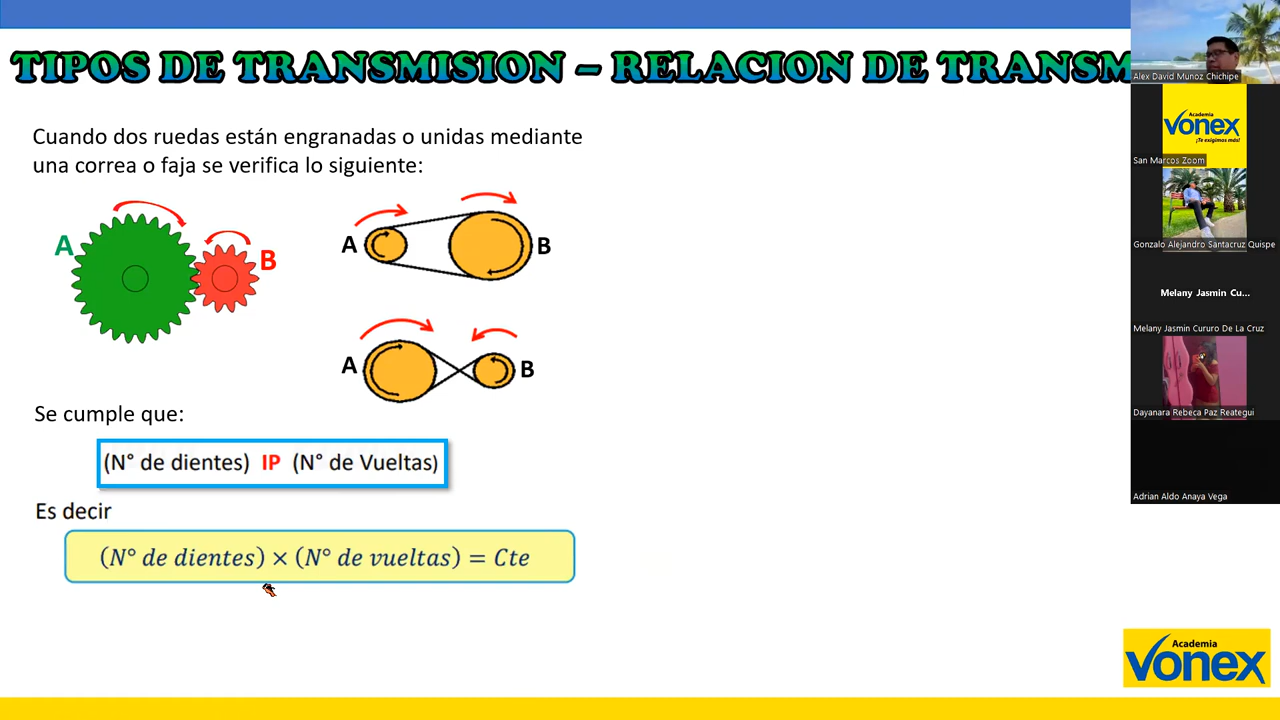 TIPOS DE TRANSMISION – RELACION DE TRANSM
Cuando dos ruedas están engranadas o unidas mediante
una correa o faja se verifica lo siguiente:
A
B
A
B
A
B
Se cumple que:
(N° de dientes) IP (N° de Vueltas)
Es decir
(N° de dientes) × (N° de vueltas) = Cte
Alex David Munoz Chichipe
Academia
vonex
¡Te exigimos más!
San Marcos Zoom
Gonzalo Alejandro Santacruz Quispe
Melany Jasmin Cu...
Melany Jasmin Cururo De La Cruz
Dayanara Rebeca Paz Reategui
Adrian Aldo Anaya Vega
Academia
vonex